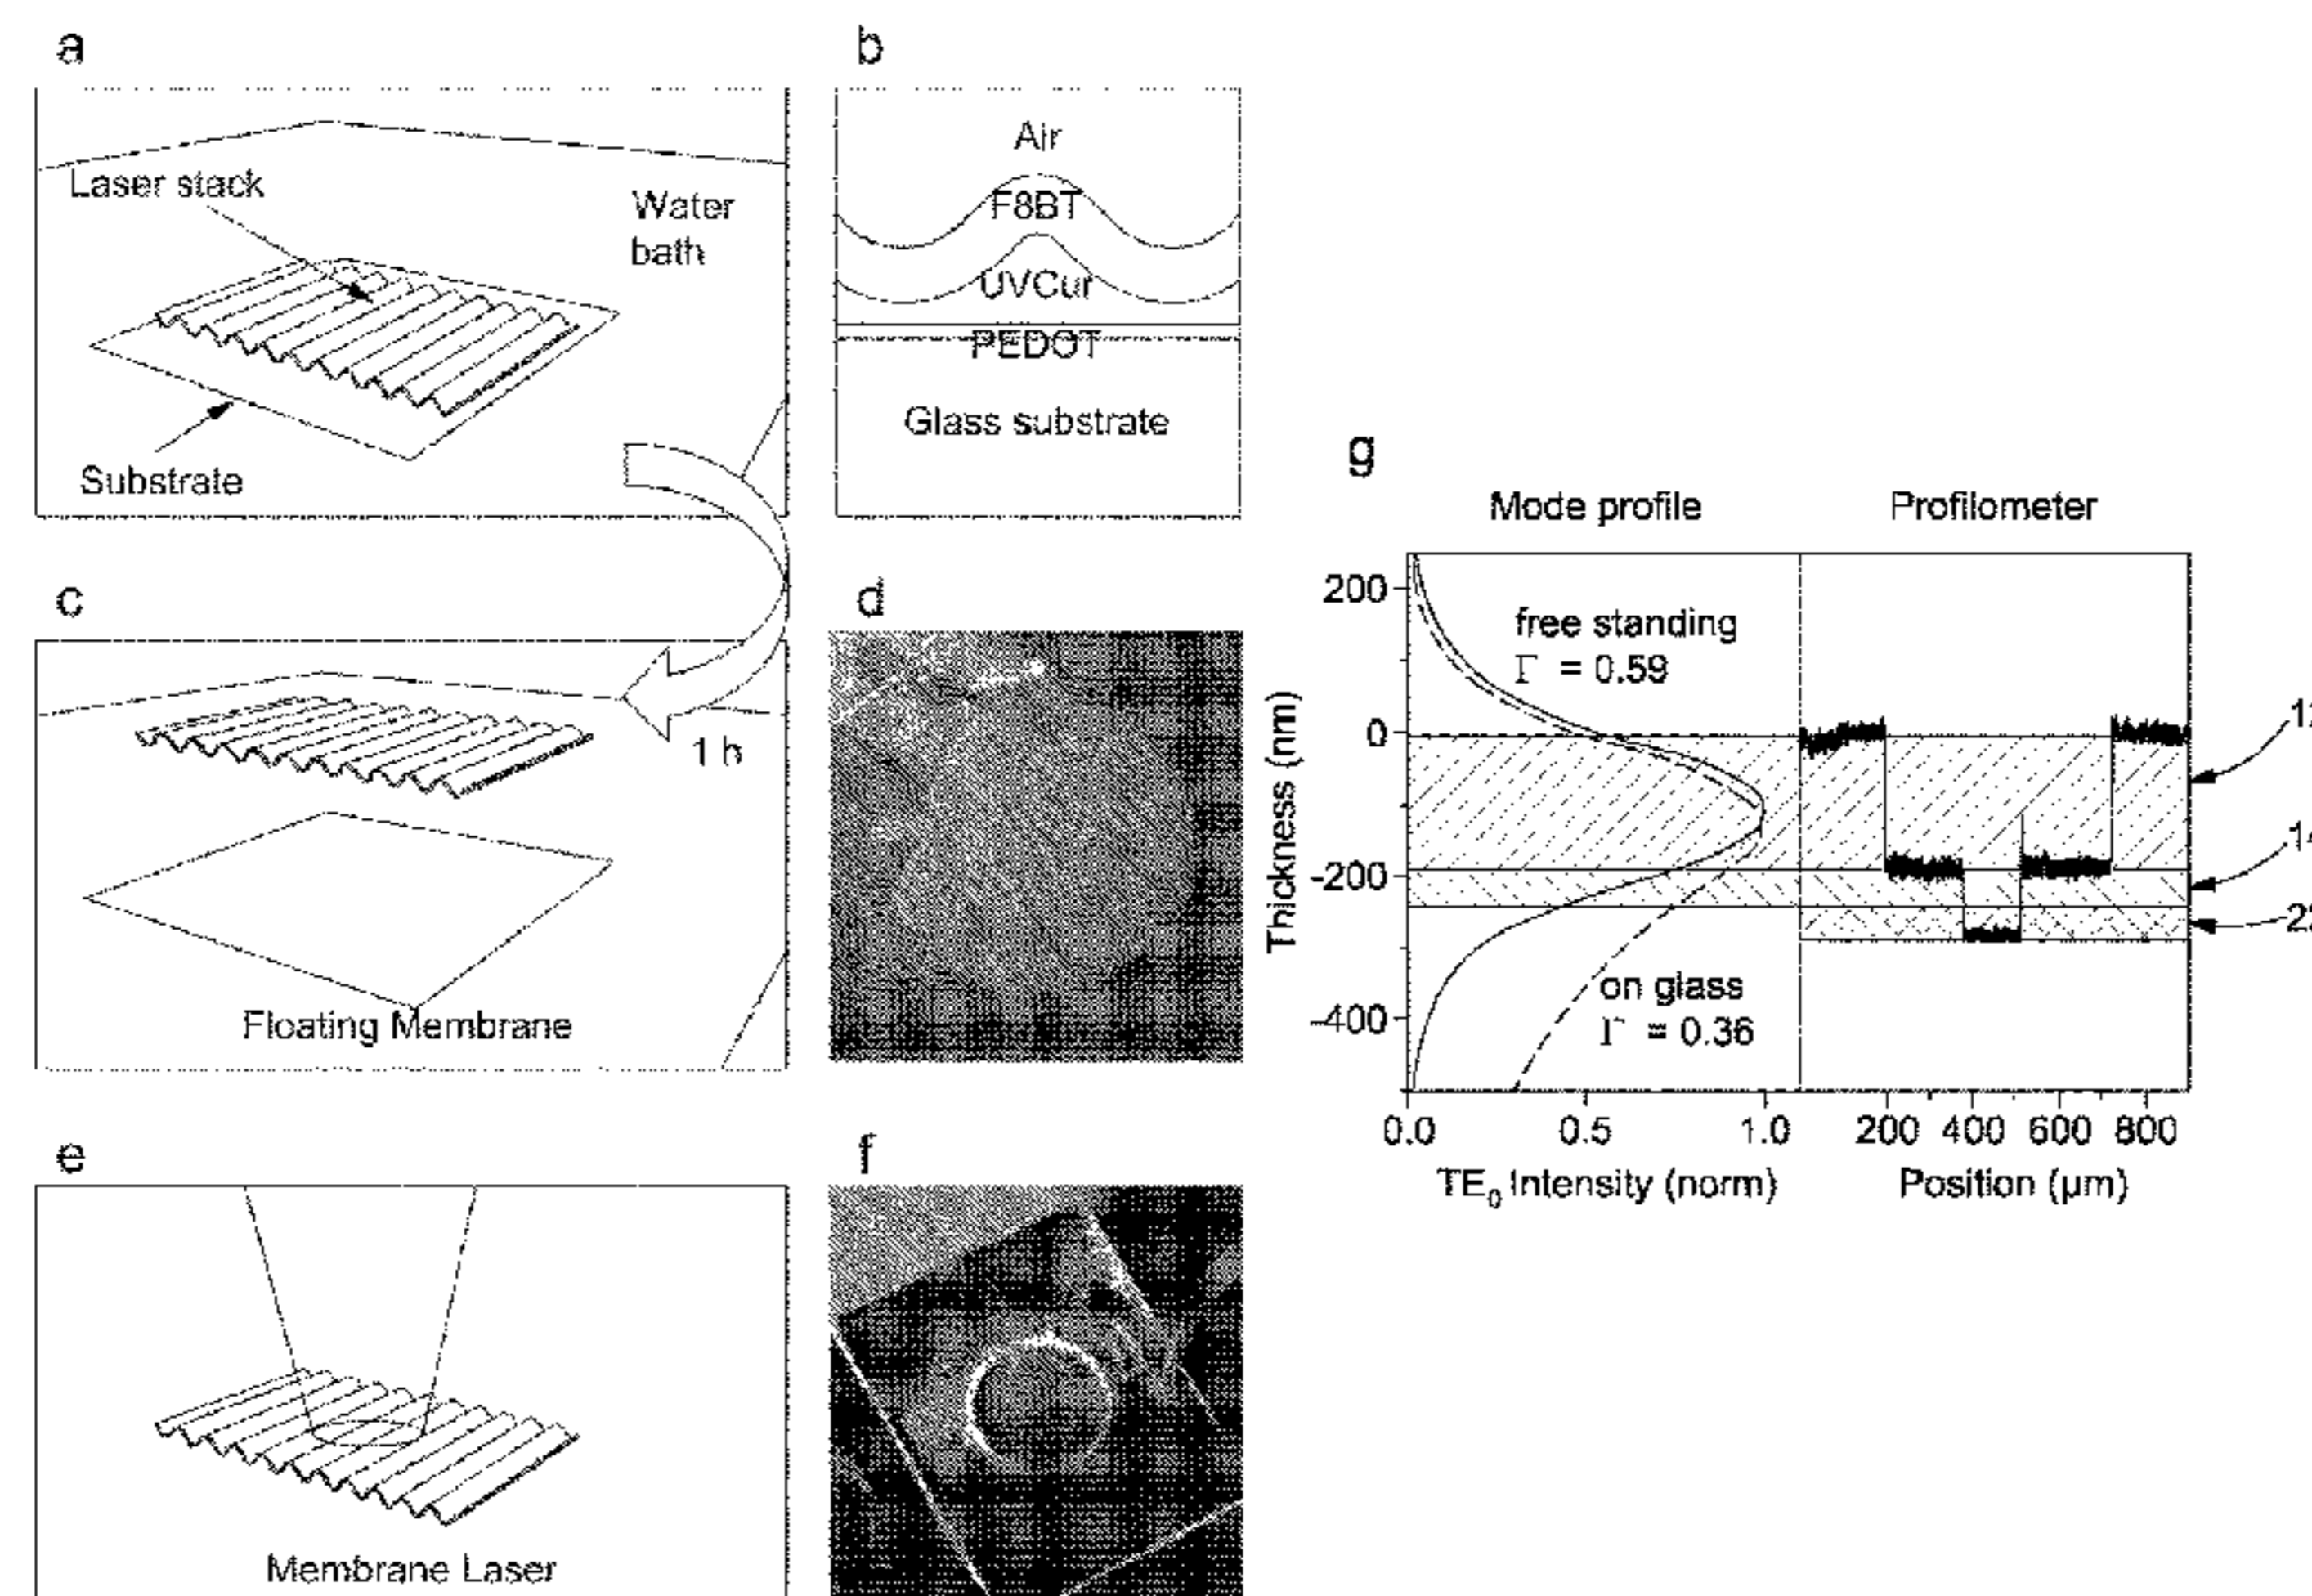 a
Laser stack
Water
bath
Substrate
b
Air
F8BT
UVCur
PEDOT
Glass substrate
c
1 h
Floating Membrane
d
e
Membrane Laser
f
g
Mode profile
Profilometer
Thickness (nm)
200
0
-200
-400
free standing
Γ = 0.59
on glass
Γ = 0.36
0.0
0.5
1.0
200
400
600
800
TE0 Intensity (norm)
Position (µm)